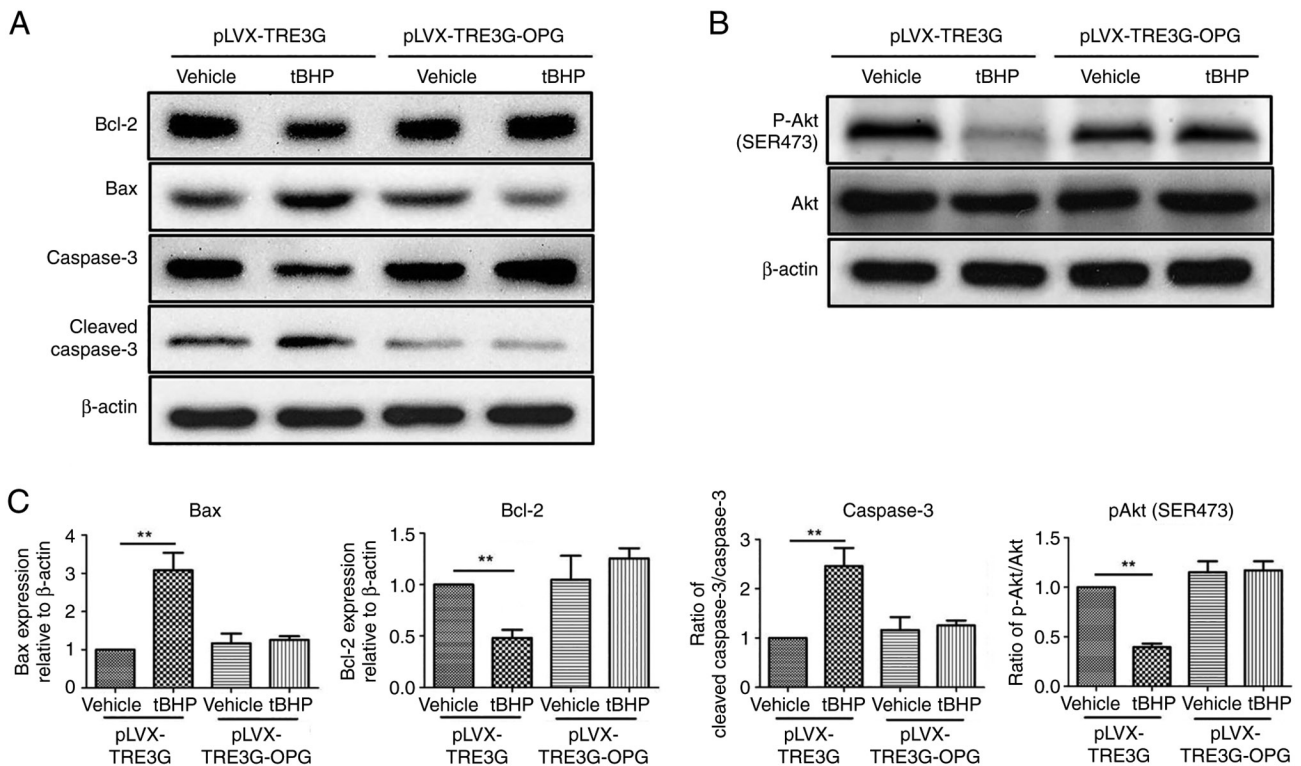 A
pLVX-TRE3G pLVX-TRE3G-OPG
Vehicle tBHP Vehicle tBHP
Bcl-2
Bax
Caspase-3
Cleaved
caspase-3
β-actin
B
pLVX-TRE3G pLVX-TRE3G-OPG
Vehicle tBHP Vehicle tBHP
P-Akt
(SER473)
Akt
β-actin
C
Bax
Bax expression
relative to β-actin
4
3
2
1
0
**
Vehicle tBHP Vehicle tBHP
pLVX-
TRE3G
pLVX-
TRE3G-OPG
Bcl-2
Bcl-2 expression
relative to β-actin
1.5
1.0
0.5
0.0
**
Vehicle tBHP Vehicle tBHP
pLVX-
TRE3G
pLVX-
TRE3G-OPG
Caspase-3
Ratio of
cleaved caspase-3/caspase-3
3
2
1
0
**
Vehicle tBHP Vehicle tBHP
pLVX-
TRE3G
pLVX-
TRE3G-OPG
pAkt (SER473)
Ratio of p-Akt/Akt
1.5
1.0
0.5
0.0
**
Vehicle tBHP Vehicle tBHP
pLVX-
TRE3G
pLVX-
TRE3G-OPG